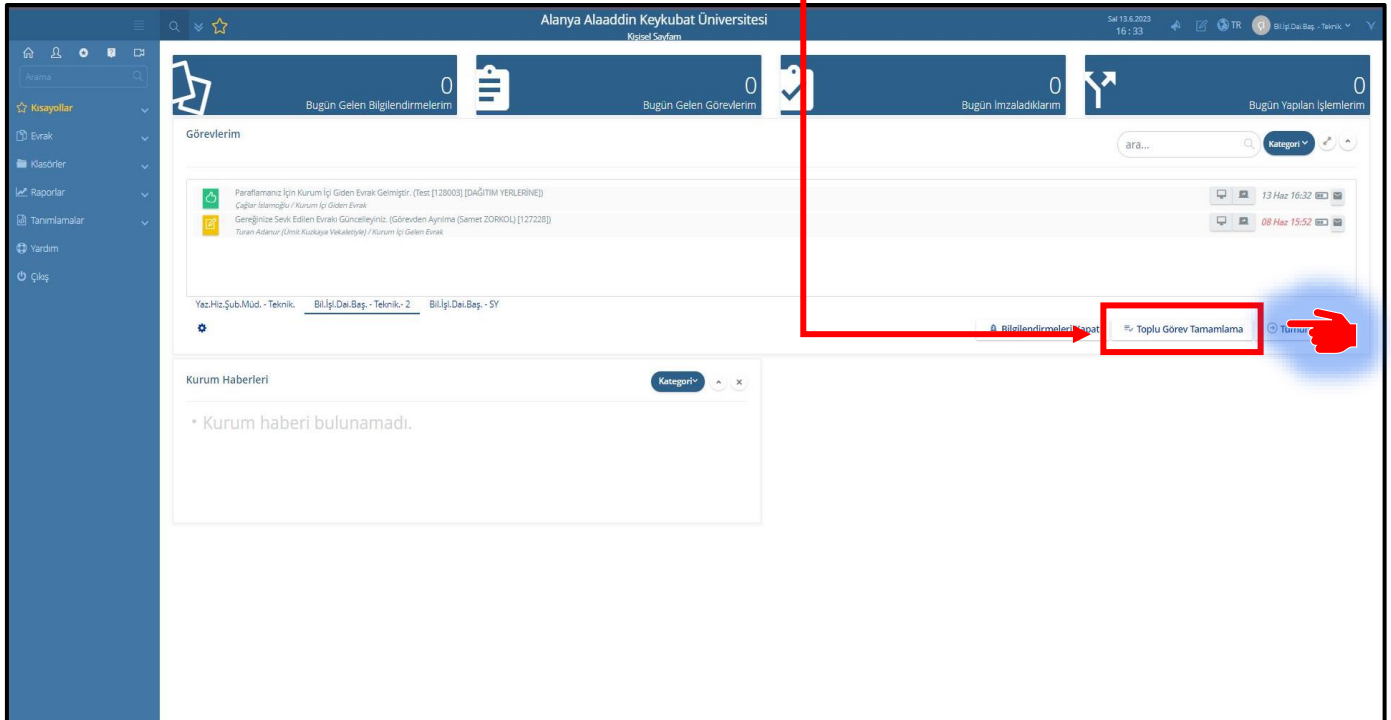 Alanya Alaaddin Keykubat Üniversitesi
Kişisel Sayfam
Sal 13.6.2023
16 : 33
TR
Çİ
Bil.İşl.Dai.Baş. - Teknik.
Arama
Kısayollar
Evrak
Klasörler
Raporlar
Tanımlamalar
Yardım
Çıkış
0
Bugün Gelen Bilgilendirmelerim
0
Bugün Gelen Görevlerim
0
Bugün İmzaladıklarım
0
Bugün Yapılan İşlemlerim
Görevlerim
ara...
Kategori
Paraflamanız İçin Kurum İçi Giden Evrak Gelmiştir. (Test [128003] [DAĞITIM YERLERİNE])
Çağlar İslamoğlu / Kurum İçi Giden Evrak
13 Haz 16:32
Gereğinize Sevk Edilen Evrakı Güncelleyiniz. (Görevden Ayrılma (Samet ZORKOL) [127228])
Turan Adanur (Ümit Kuzkaya Vekaletiyle) / Kurum İçi Gelen Evrak
08 Haz 15:52
Yaz.Hiz.Şub.Müd. - Teknik.
Bil.İşl.Dai.Baş. - Teknik.- 2
Bil.İşl.Dai.Baş. - SY
Bilgilendirmeleri Kapat
Toplu Görev Tamamlama
Kurum Haberleri
Kategori
• Kurum haberi bulunamadı.